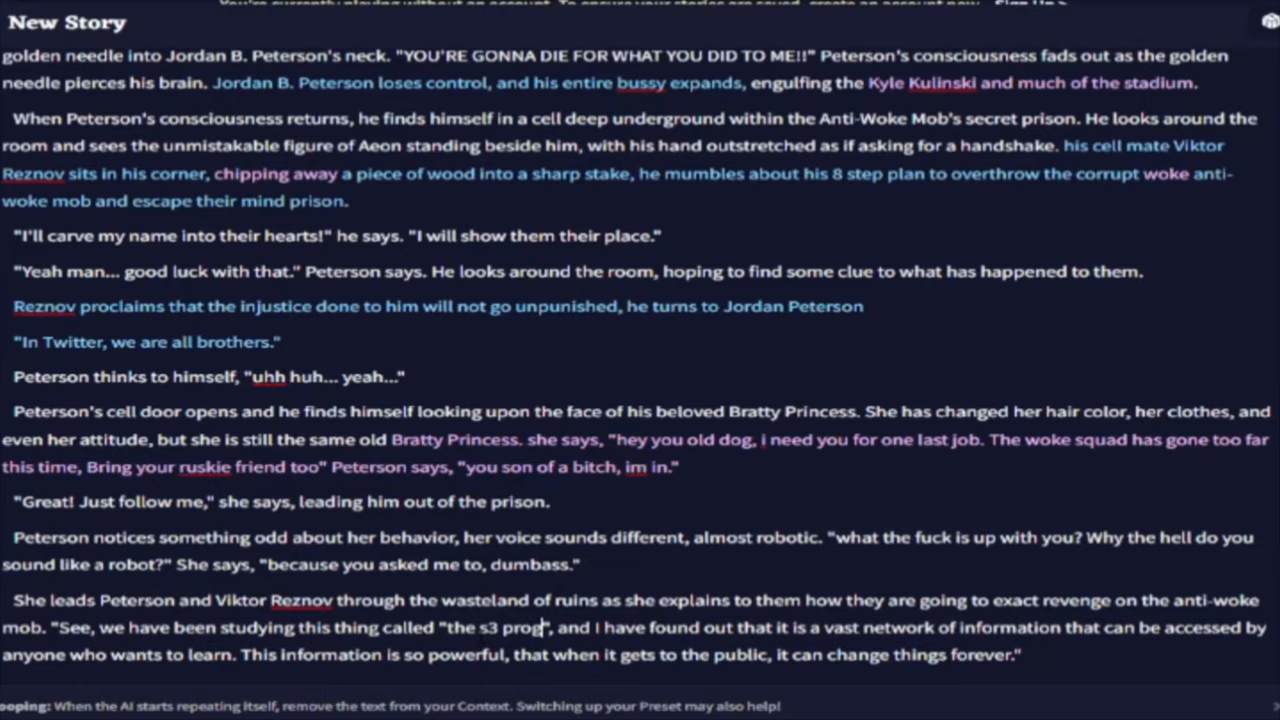 You're currently playing without an account. To ensure your stories are saved, create an account now. Sign Up >
New Story
golden needle into Jordan B. Peterson's neck. "YOU'RE GONNA DIE FOR WHAT YOU DID TO ME!!" Peterson's consciousness fads out as the golden
needle pierces his brain. Jordan B. Peterson loses control, and his entire bussy expands, engulfing the Kyle Kulinski and much of the stadium.
When Peterson's consciousness returns, he finds himself in a cell deep underground within the Anti-Woke Mob's secret prison. He looks around the
room and sees the unmistakable figure of Aeon standing beside him, with his hand outstretched as if asking for a handshake. his cell mate Viktor
Reznov sits in his corner, chipping away a piece of wood into a sharp stake, he mumbles about his 8 step plan to overthrow the corrupt woke anti-
woke mob and escape their mind prison.
"I'll carve my name into their hearts!" he says. "I will show them their place."
"Yeah man... good luck with that." Peterson says. He looks around the room, hoping to find some clue to what has happened to them.
Reznov proclaims that the injustice done to him will not go unpunished, he turns to Jordan Peterson
"In Twitter, we are all brothers."
Peterson thinks to himself, "uhh huh... yeah..."
Peterson's cell door opens and he finds himself looking upon the face of his beloved Bratty Princess. She has changed her hair color, her clothes, and
even her attitude, but she is still the same old Bratty Princess. she says, "hey you old dog, i need you for one last job. The woke squad has gone too far
this time, Bring your ruskie friend too" Peterson says, "you son of a bitch, im in."
"Great! Just follow me," she says, leading him out of the prison.
Peterson notices something odd about her behavior, her voice sounds different, almost robotic. "what the fuck is up with you? Why the hell do you
sound like a robot?" She says, "because you asked me to, dumbass."
She leads Peterson and Viktor Reznov through the wasteland of ruins as she explains to them how they are going to exact revenge on the anti-woke
mob. "See, we have been studying this thing called "the s3 prog", and I have found out that it is a vast network of information that can be accessed by
anyone who wants to learn. This information is so powerful, that when it gets to the public, it can change things forever."
ooping: When the AI starts repeating itself, remove the text from your Context. Switching up your Preset may also help!